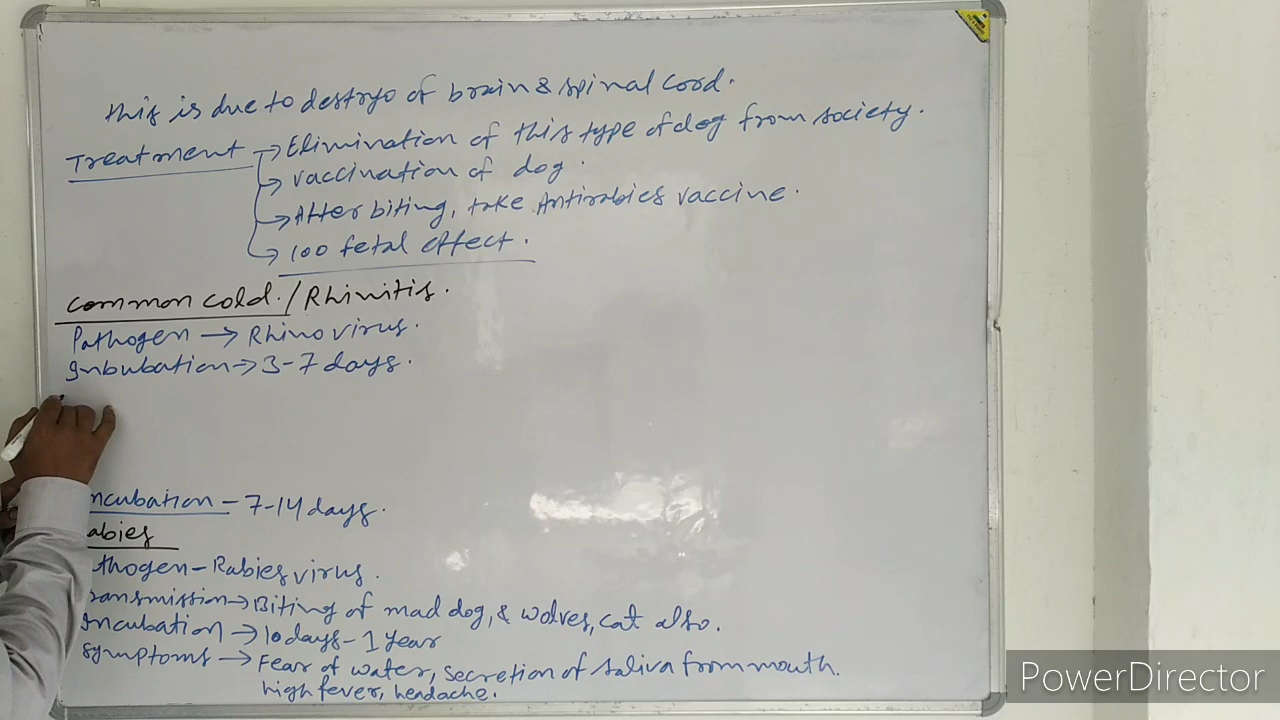 this is due to destryo of brain & spinal cord.
Treatment → Elimination of this type of dog from society.
→ vaccination of dog.
→ After biting, take Antirabies vaccine.
→ 100 fetal effect.
common cold./Rhinitis.
Pathogen → Rhino virus.
Inbubation → 3-7 days.
ncubation - 7-14 days.
abies
thogen - Rabies virus.
ransmission → Biting of mad dog, & wolves, cat also.
Incubation → 10 days - 1 year
symptoms → Fear of water, secretion of saliva from mouth.
high fever, headache.
PowerDirector